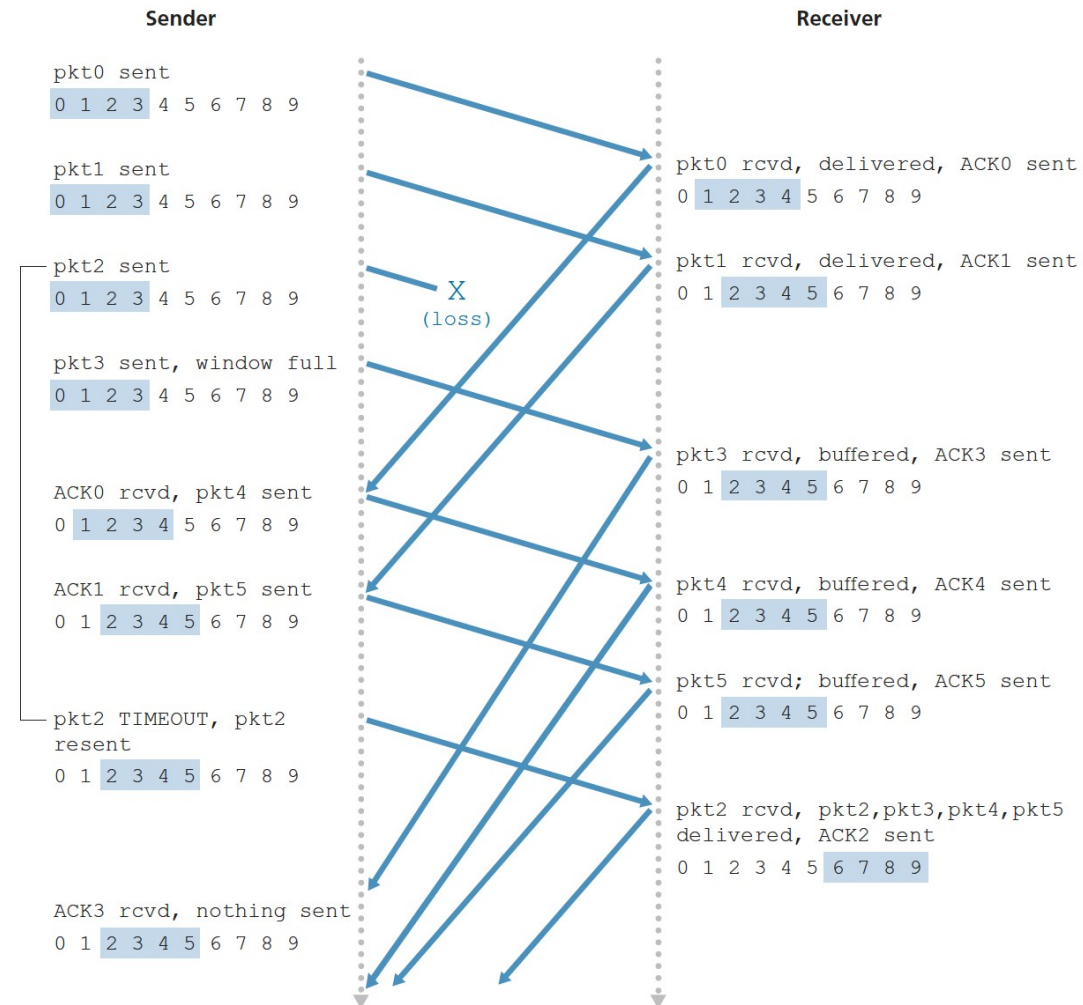 Sender
Receiver
pkt0 sent
0 1 2 3 4 5 6 7 8 9
pkt0 rcvd, delivered, ACK0 sent
0 1 2 3 4 5 6 7 8 9
pkt1 sent
0 1 2 3 4 5 6 7 8 9
pkt1 rcvd, delivered, ACK1 sent
0 1 2 3 4 5 6 7 8 9
pkt2 sent
0 1 2 3 4 5 6 7 8 9
X
(loss)
pkt3 sent, window full
0 1 2 3 4 5 6 7 8 9
pkt3 rcvd, buffered, ACK3 sent
0 1 2 3 4 5 6 7 8 9
ACK0 rcvd, pkt4 sent
0 1 2 3 4 5 6 7 8 9
pkt4 rcvd, buffered, ACK4 sent
0 1 2 3 4 5 6 7 8 9
ACK1 rcvd, pkt5 sent
0 1 2 3 4 5 6 7 8 9
pkt5 rcvd; buffered, ACK5 sent
0 1 2 3 4 5 6 7 8 9
pkt2 TIMEOUT, pkt2
resent
0 1 2 3 4 5 6 7 8 9
pkt2 rcvd, pkt2,pkt3,pkt4,pkt5
delivered, ACK2 sent
0 1 2 3 4 5 6 7 8 9
ACK3 rcvd, nothing sent
0 1 2 3 4 5 6 7 8 9